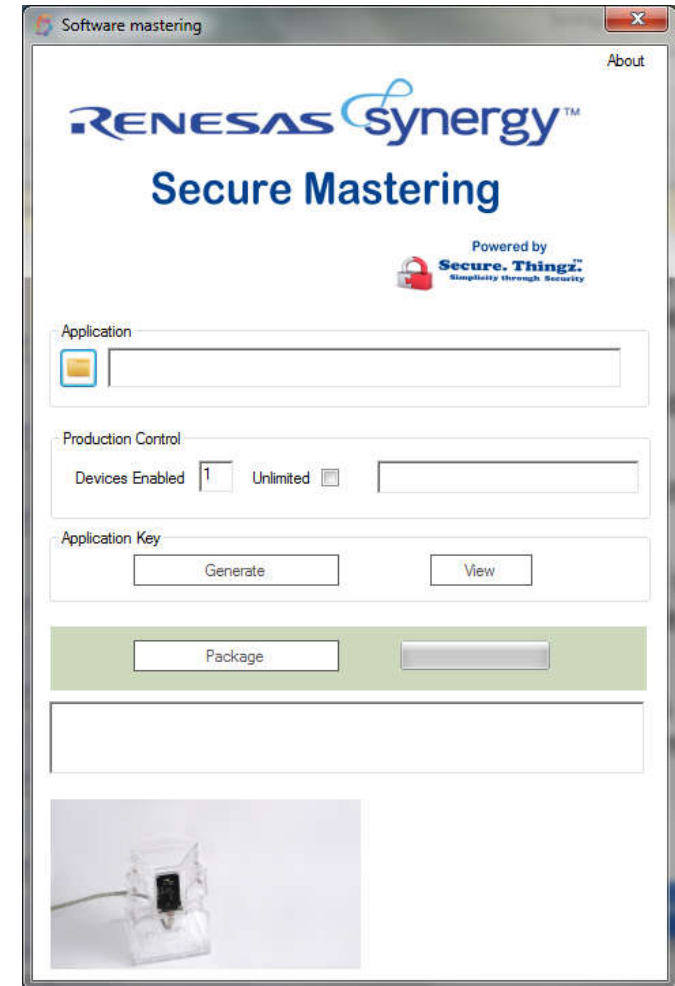 Software mastering
About
RENESAS synergy™
Secure Mastering
Powered by
Secure. Thingz.™
Simplicity through Security
Application
Production Control
Devices Enabled 1 Unlimited
Application Key
Generate View
Package